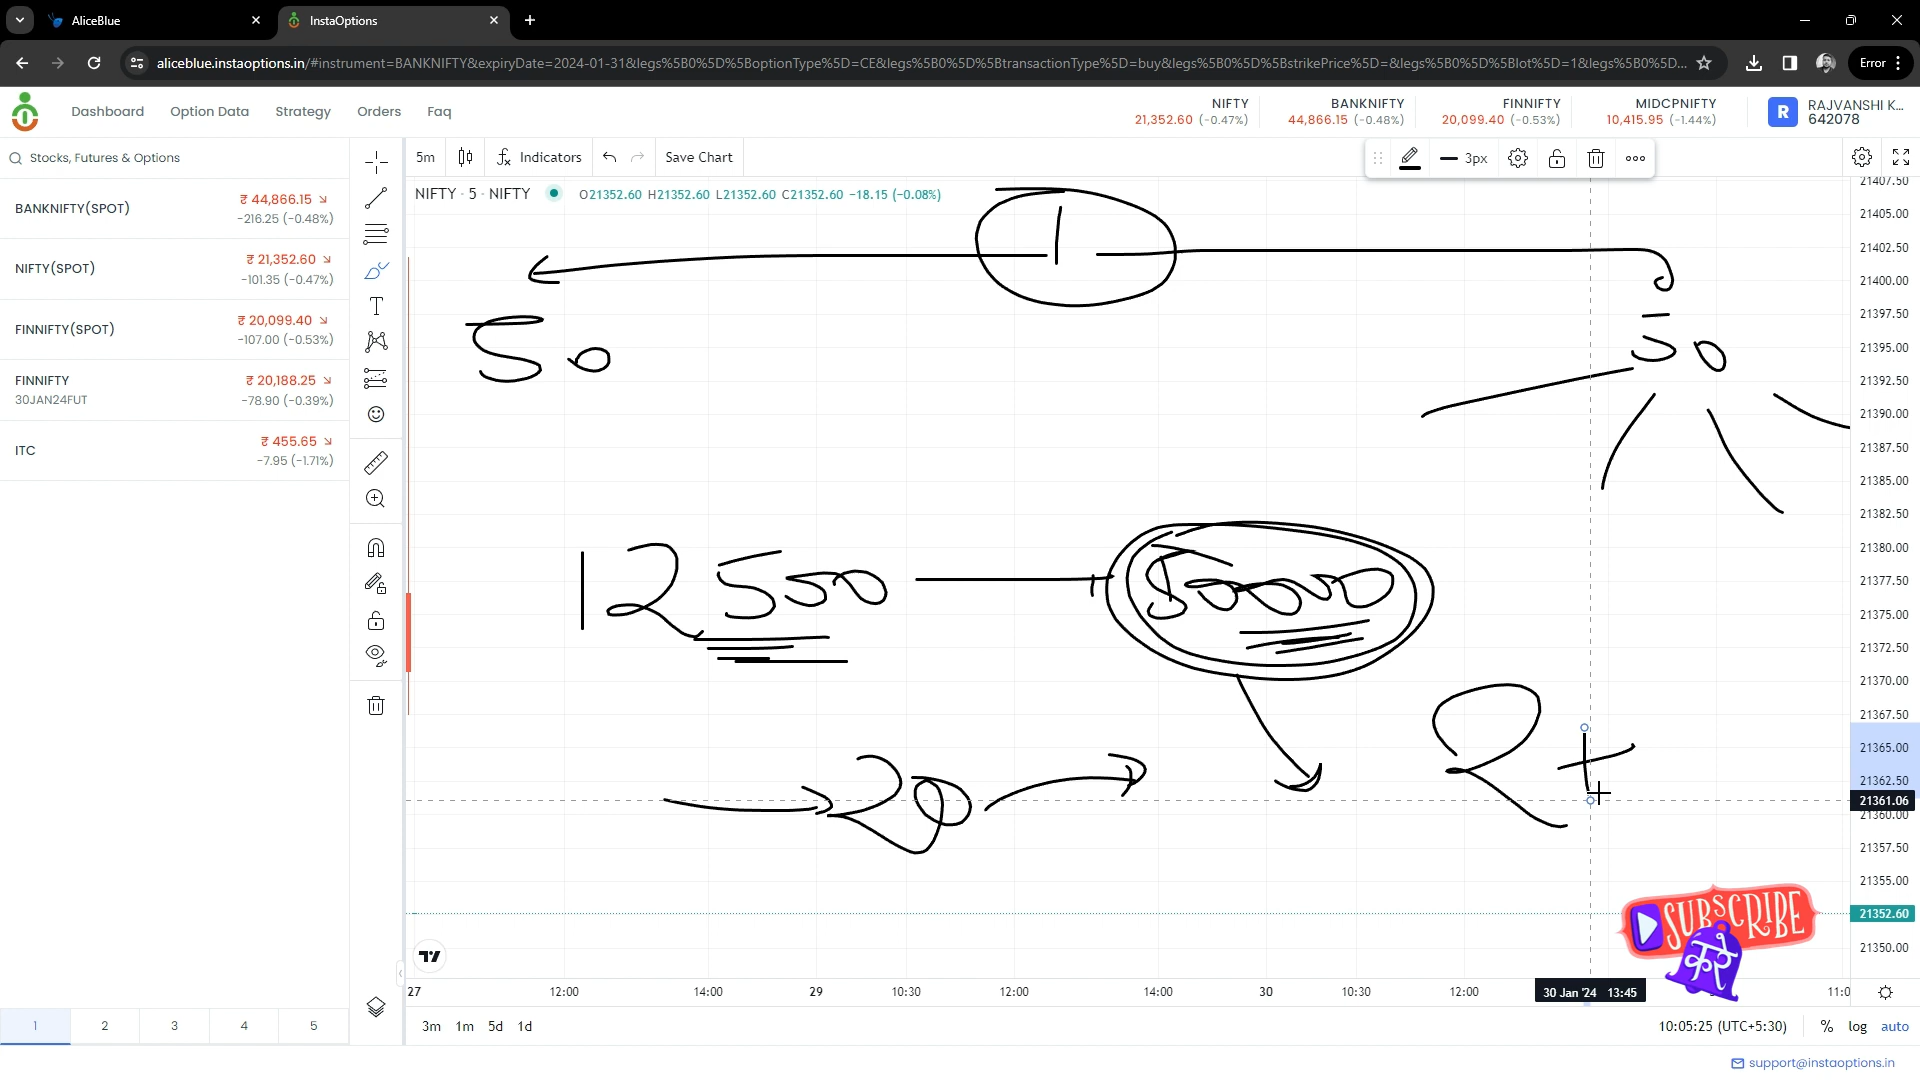 AliceBlue
InstaOptions
aliceblue.instaoptions.in/#instrument=BANKNIFTY&expiryDate=2024-01-31&legs%5B0%5D%5BoptionType%5D=CE&legs%5B0%5D%5BtransactionType%5D=buy&legs%5B0%5D%5BstrikePrice%5D=&legs%5B0%5D%5Blot%5D=1&legs%5B0%5D...
Error
Dashboard Option Data Strategy Orders Faq
NIFTY BANKNIFTY FINNIFTY MIDCPNIFTY
21,352.60 (-0.47%) 44,866.15 (-0.48%) 20,099.40 (-0.53%) 10,415.95 (-1.44%)
R RAJVANSHI K...
642078
Stocks, Futures & Options
BANKNIFTY(SPOT) ₹ 44,866.15
-216.25 (-0.48%)
NIFTY(SPOT) ₹ 21,352.60
-101.35 (-0.47%)
FINNIFTY(SPOT) ₹ 20,099.40
-107.00 (-0.53%)
FINNIFTY ₹ 20,188.25
30JAN24FUT -78.90 (-0.39%)
ITC ₹ 455.65
-7.95 (-1.71%)
1 2 3 4 5
5m Indicators Save Chart
3px
NIFTY · 5 · NIFTY O21352.60 H21352.60 L21352.60 C21352.60 −18.15 (−0.08%)
1
50 50
12,500 50000
20 2+
21407.50
21405.00
21402.50
21400.00
21397.50
21395.00
21392.50
21390.00
21387.50
21385.00
21382.50
21380.00
21377.50
21375.00
21372.50
21370.00
21367.50
21365.00
21362.50
21361.06
21360.00
21357.50
21355.00
21352.60
21350.00
SUBSCRIBE
करे
27 12:00 14:00 29 10:30 12:00 14:00 30 10:30 12:00 30 Jan '24 13:45 11:0
3m 1m 5d 1d
10:05:25 (UTC+5:30) % log auto
support@instaoptions.in